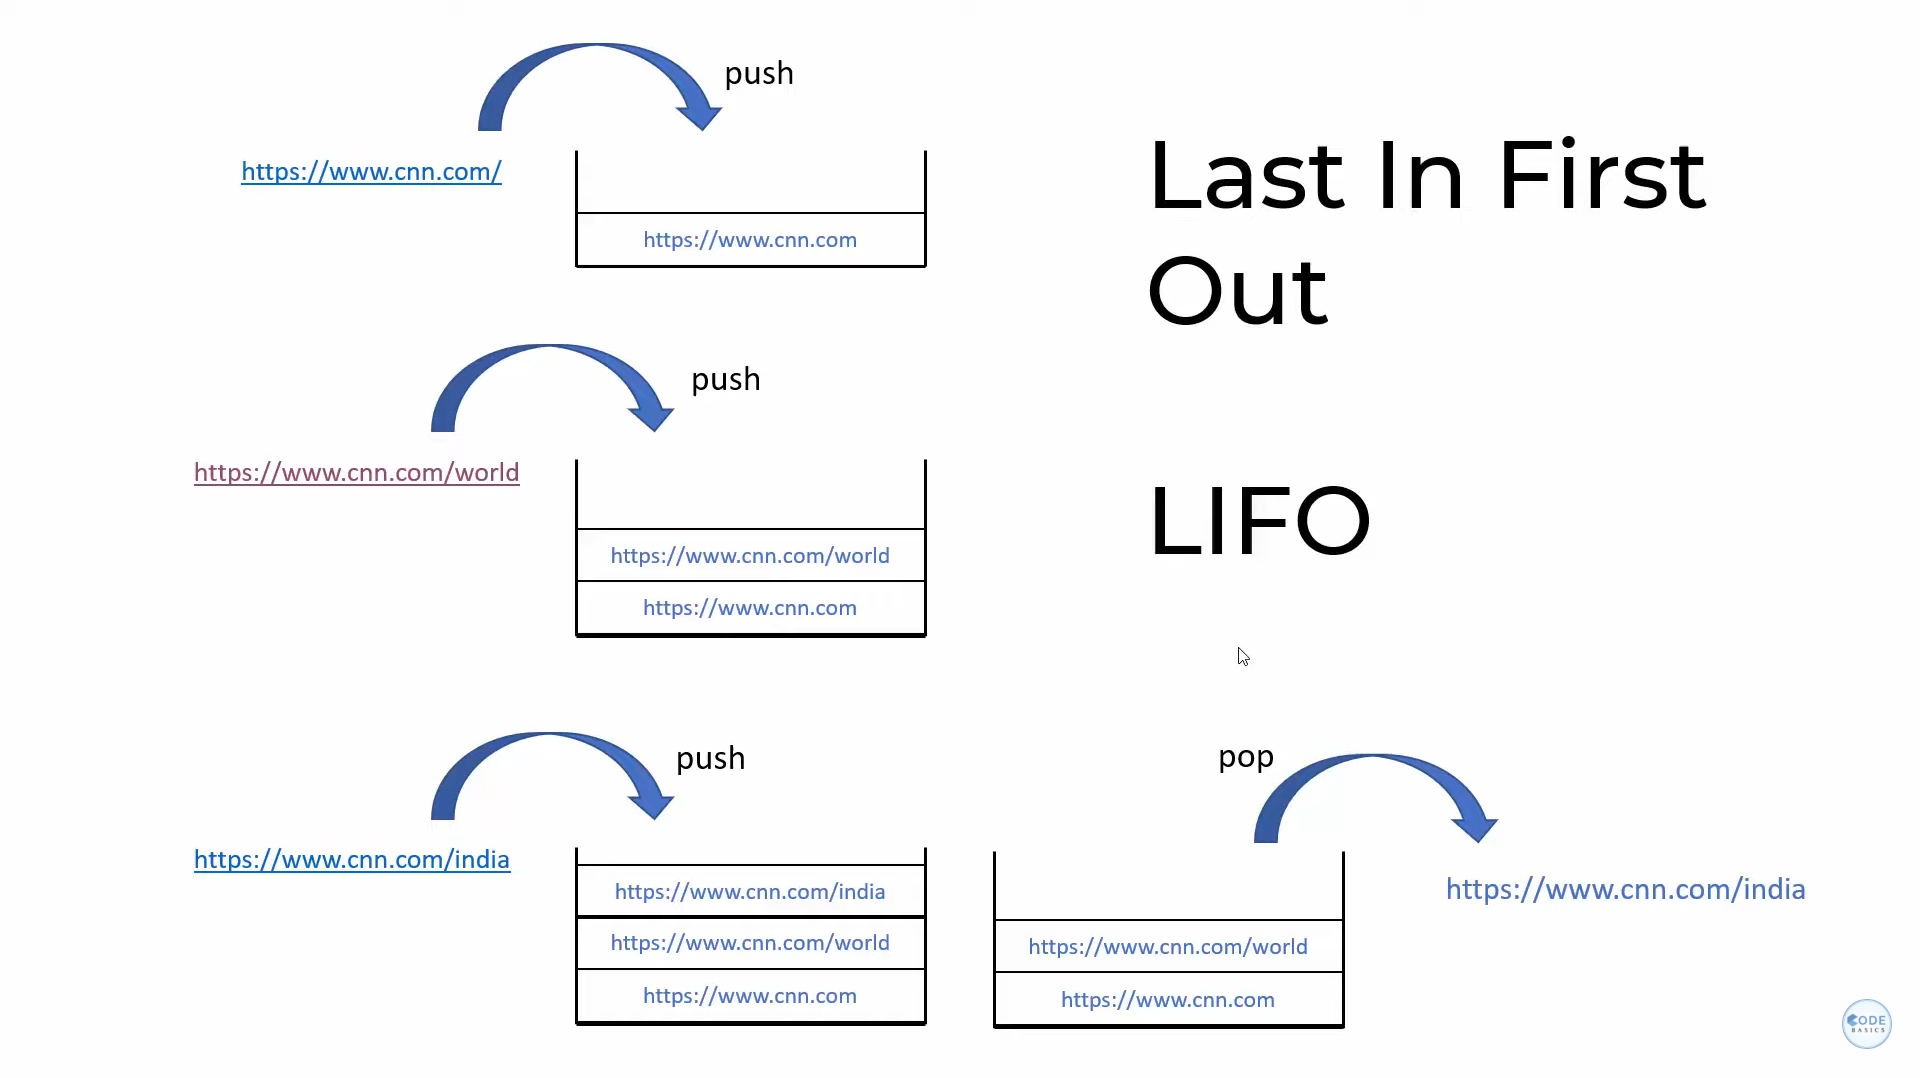 push
https://www.cnn.com/
https://www.cnn.com
Last In First
Out
push
https://www.cnn.com/world
https://www.cnn.com/world
https://www.cnn.com
LIFO
push
https://www.cnn.com/india
https://www.cnn.com/india
https://www.cnn.com/world
https://www.cnn.com
pop
https://www.cnn.com/india
https://www.cnn.com/world
https://www.cnn.com
CODE
BASICS